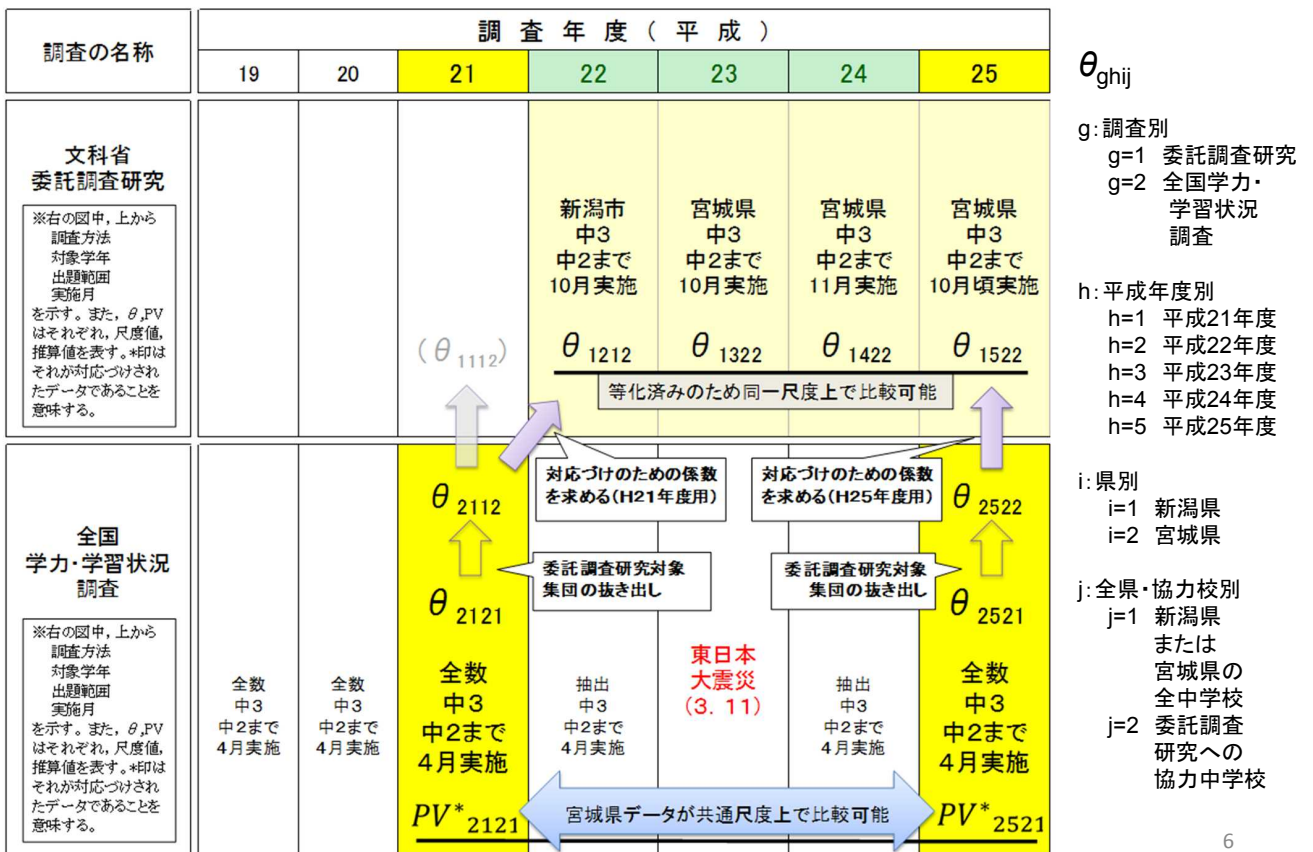 調査の名称
調 査 年 度 ( 平 成 )
19 20 21 22 23 24 25
文科省
委託調査研究
※右の図中，上から
調査方法
対象学年
出題範囲
実施月
を示す。また，θ,PV
はそれぞれ，尺度値，
推算値を表す。*印は
それが対応づけされ
たデータであることを
意味する。
(θ 1112)
新潟市
中3
中2まで
10月実施
θ 1212
宮城県
中3
中2まで
10月実施
θ 1322
宮城県
中3
中2まで
11月実施
θ 1422
宮城県
中3
中2まで
10月頃実施
θ 1522
等化済みのため同一尺度上で比較可能
対応づけのための係数
を求める(H21年度用)
対応づけのための係数
を求める(H25年度用)
全国
学力・学習状況
調査
※右の図中，上から
調査方法
対象学年
出題範囲
実施月
を示す。また，θ,PV
はそれぞれ，尺度値，
推算値を表す。*印は
それが対応づけされ
たデータであることを
意味する。
全数
中3
中2まで
4月実施
全数
中3
中2まで
4月実施
θ 2112
委託調査研究対象
集団の抜き出し
θ 2121
全数
中3
中2まで
4月実施
PV* 2121
抽出
中3
中2まで
4月実施
東日本
大震災
(3. 11)
抽出
中3
中2まで
4月実施
θ 2522
委託調査研究対象
集団の抜き出し
θ 2521
全数
中3
中2まで
4月実施
PV* 2521
宮城県データが共通尺度上で比較可能
θghij
g:調査別
g=1 委託調査研究
g=2 全国学力・
学習状況
調査
h:平成年度別
h=1 平成21年度
h=2 平成22年度
h=3 平成23年度
h=4 平成24年度
h=5 平成25年度
i:県別
i=1 新潟県
i=2 宮城県
j:全県・協力校別
j=1 新潟県
または
宮城県の
全中学校
j=2 委託調査
研究への
協力中学校
6